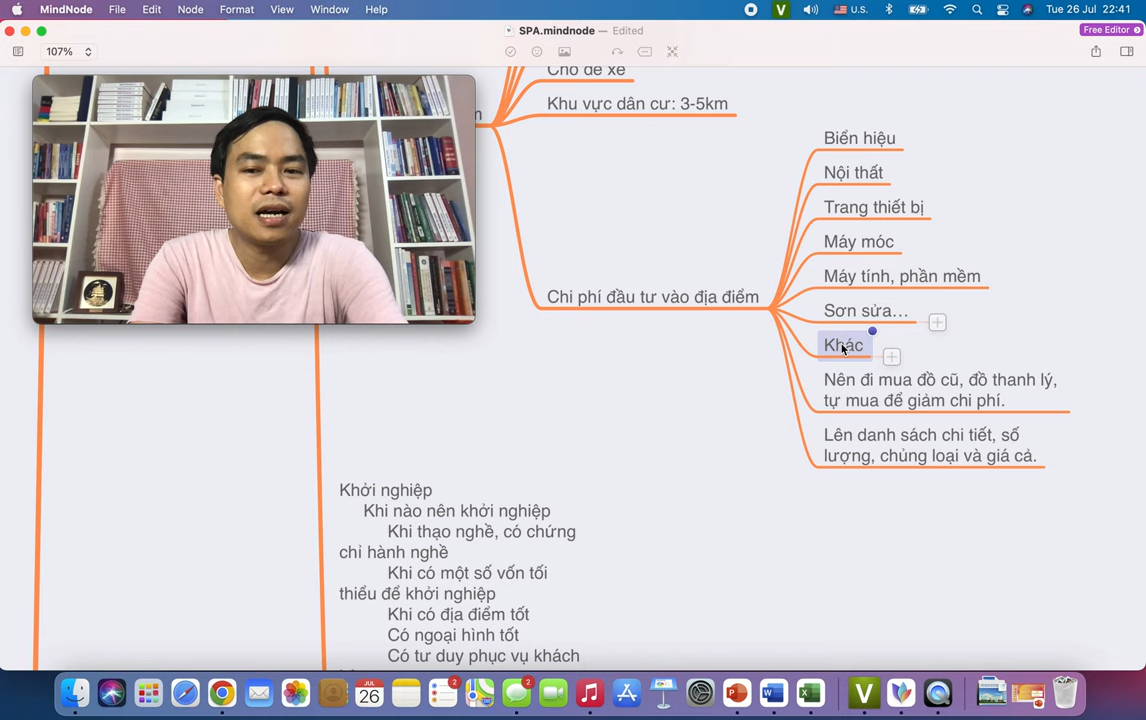 MindNode File Edit Node Format View Window Help
V U.S. Tue 26 Jul 22:41
SPA.mindnode — Edited
Free Editor
107%
Chỗ để xe
Khu vực dân cư: 3-5km
Chi phí đầu tư vào địa điểm
Biển hiệu
Nội thất
Trang thiết bị
Máy móc
Máy tính, phần mềm
Sơn sửa…
Khác
Nên đi mua đồ cũ, đồ thanh lý,
tự mua để giảm chi phí.
Lên danh sách chi tiết, số
lượng, chủng loại và giá cả.
Khởi nghiệp
Khi nào nên khởi nghiệp
Khi thạo nghề, có chứng
chỉ hành nghề
Khi có một số vốn tối
thiểu để khởi nghiệp
Khi có địa điểm tốt
Có ngoại hình tốt
Có tư duy phục vụ khách
JUL
26
2
2
P
W
X
V